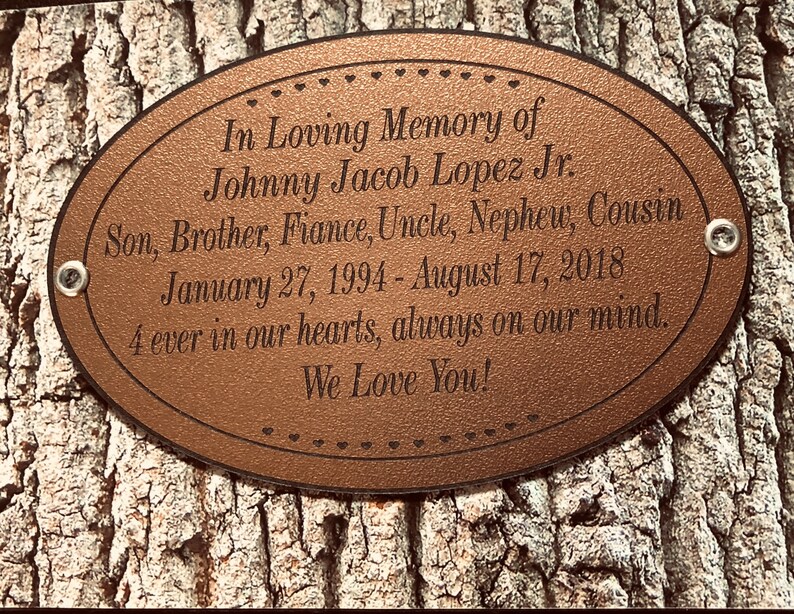 In Loving Memory of
Johnny Jacob Lopez Jr.
Son, Brother, Fiance, Uncle, Nephew, Cousin
January 27, 1994 - August 17, 2018
4 ever in our hearts, always on our mind.
We Love You!